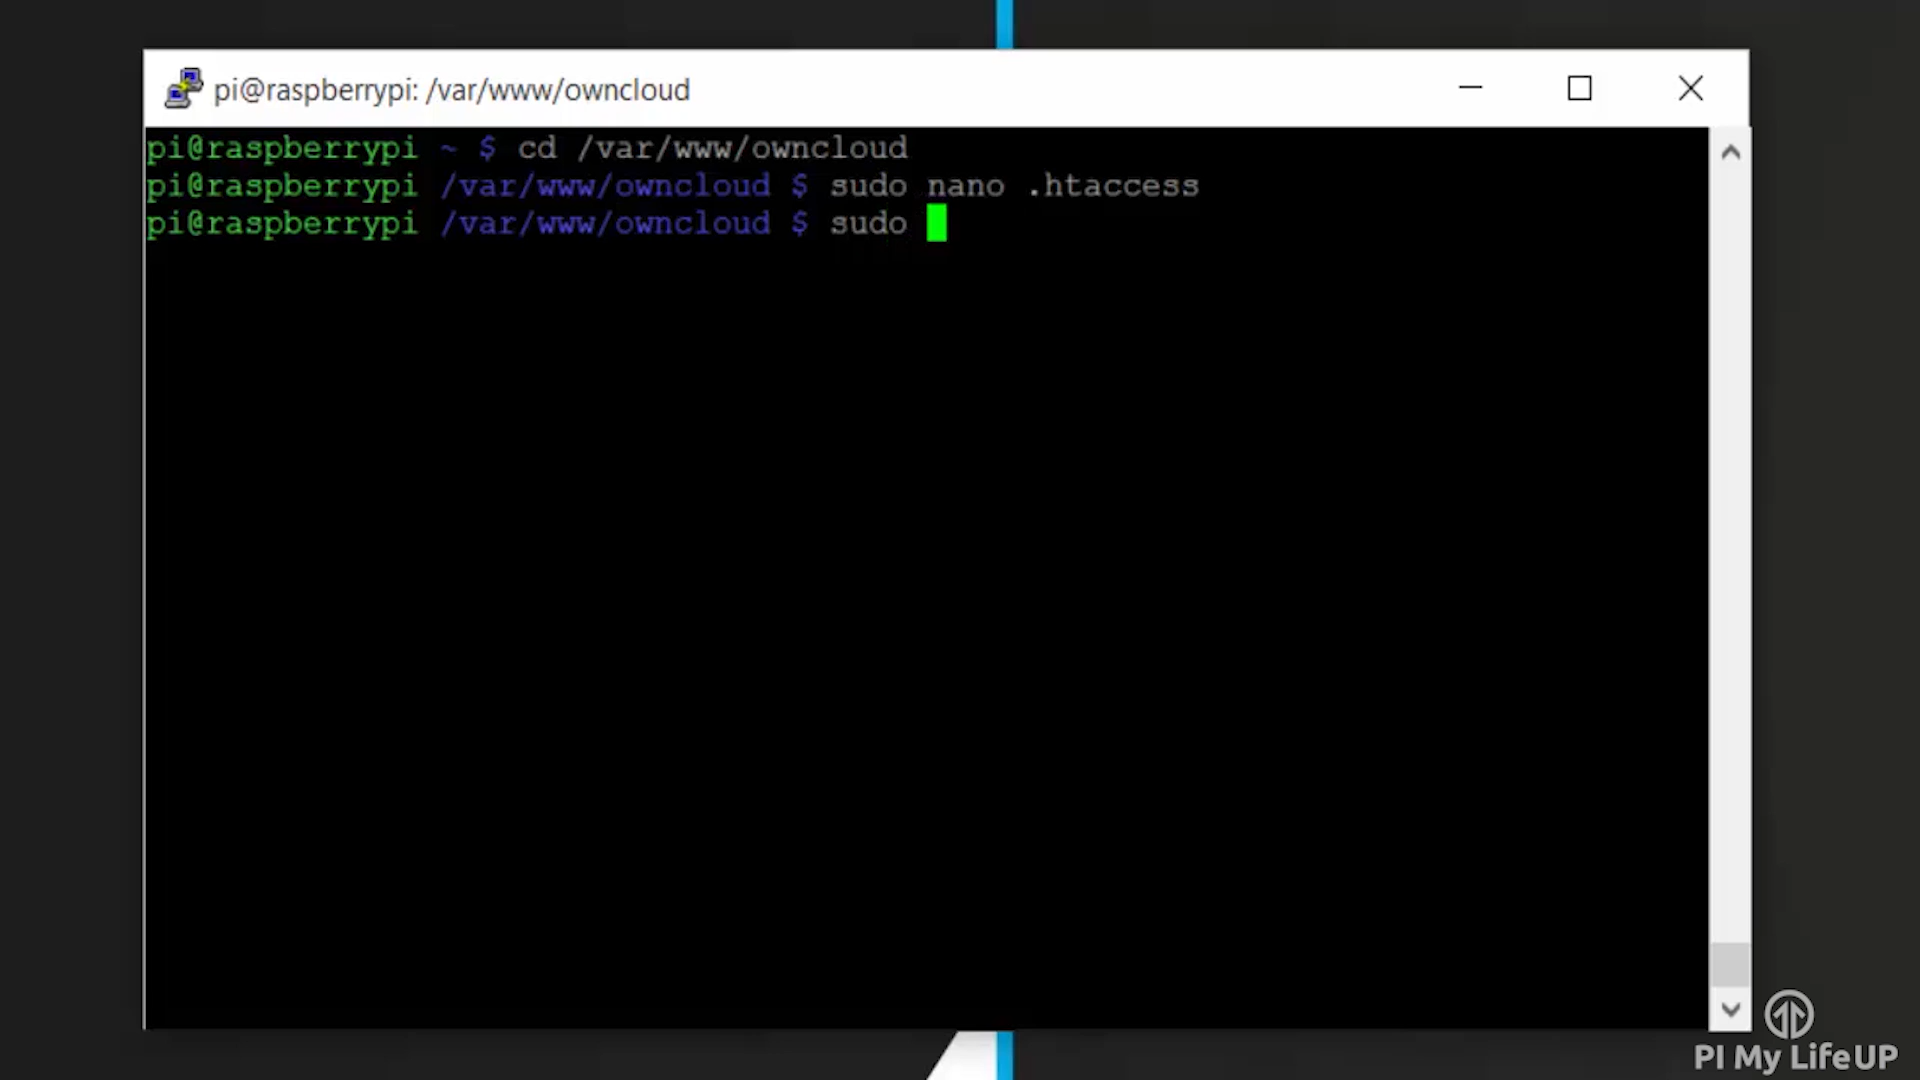 pi@raspberrypi: /var/www/owncloud
pi@raspberrypi ~ $ cd /var/www/owncloud
pi@raspberrypi /var/www/owncloud $ sudo nano .htaccess
pi@raspberrypi /var/www/owncloud $ sudo
PI My LifeUP